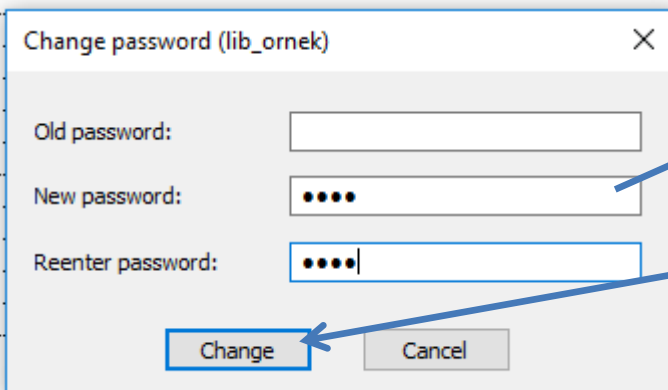 Change password (lib_ornek)
Old password:
New password: ●●●●
Reenter password: ●●●●
Change Cancel